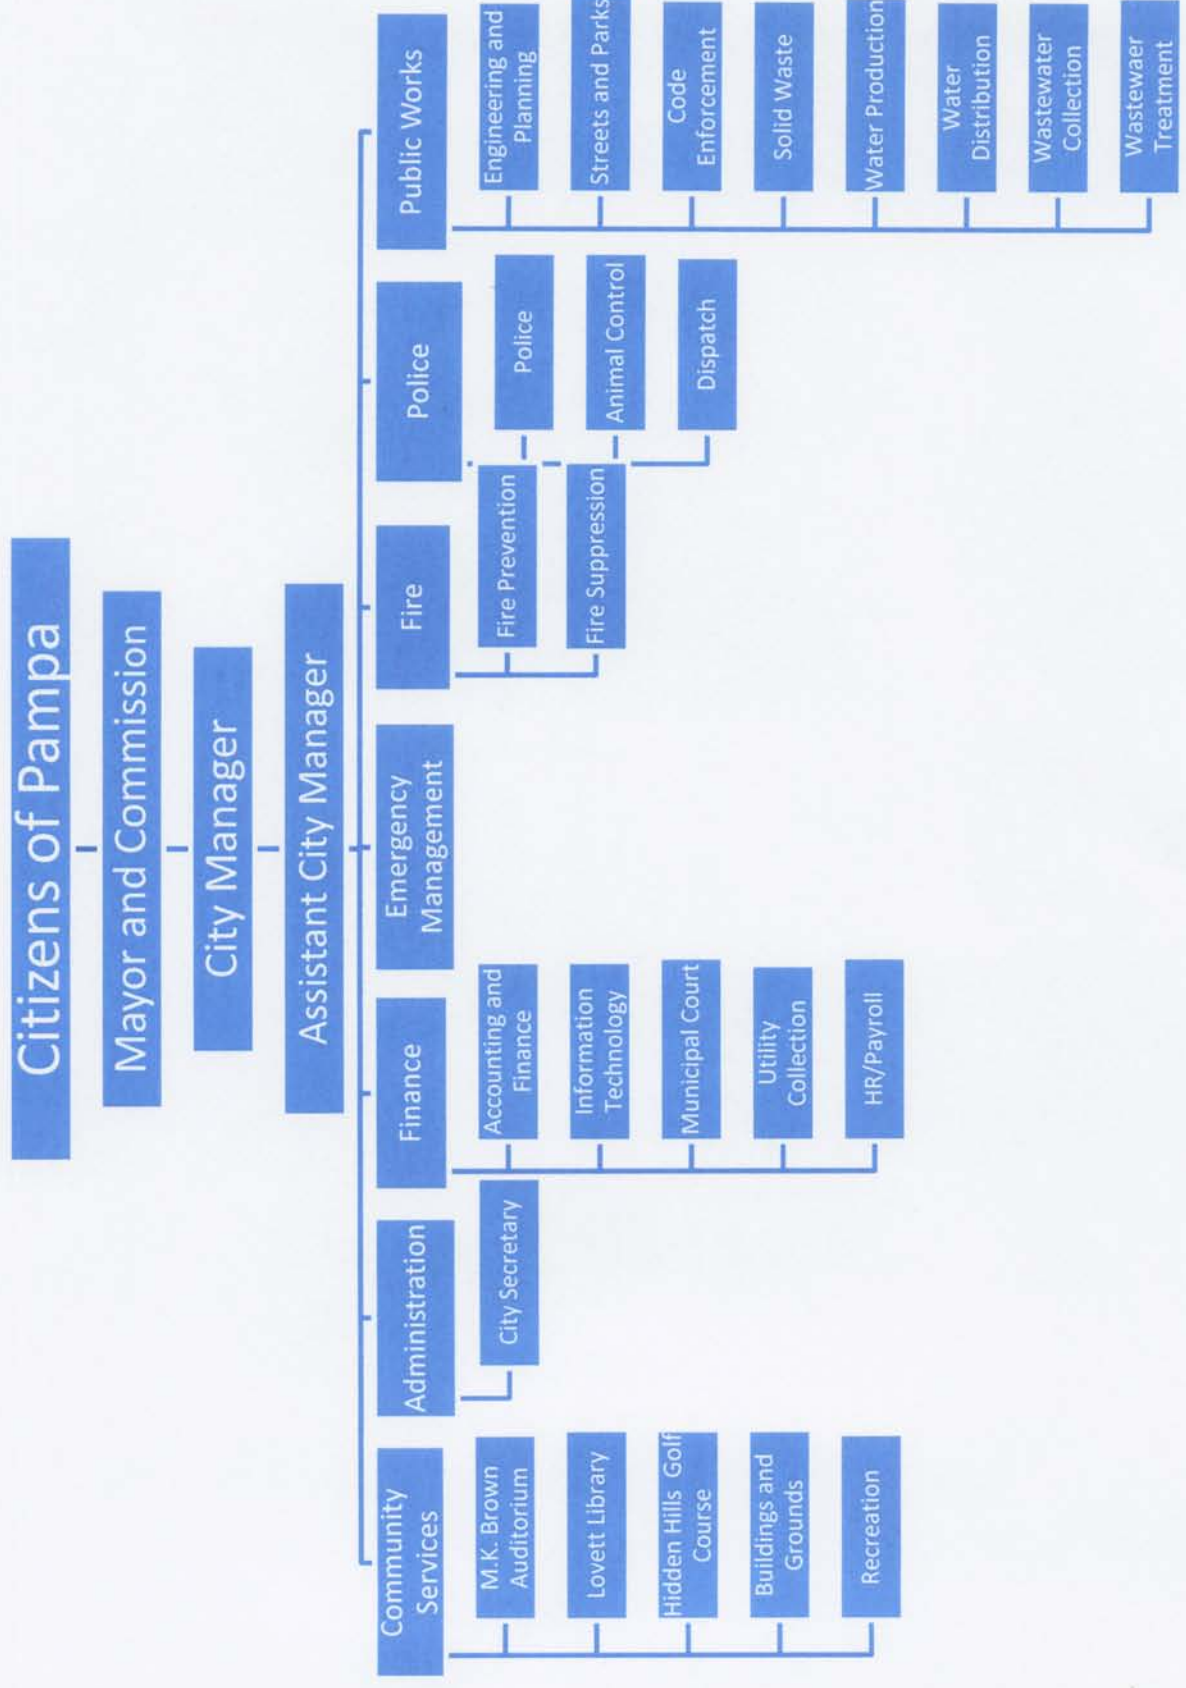 Citizens of Pampa
Mayor and Commission
City Manager
Assistant City Manager
Community
Services
M.K. Brown
Auditorium
Lovett Library
Hidden Hills Golf
Course
Buildings and
Grounds
Recreation
Administration
City Secretary
Finance
Accounting and
Finance
Information
Technology
Municipal Court
Utility
Collection
HR/Payroll
Emergency
Management
Fire
Fire Prevention
Fire Suppression
Police
Police
Animal Control
Dispatch
Public Works
Engineering and
Planning
Streets and Parks
Code
Enforcement
Solid Waste
Water Production
Water
Distribution
Wastewater
Collection
Wastewaer
Treatment